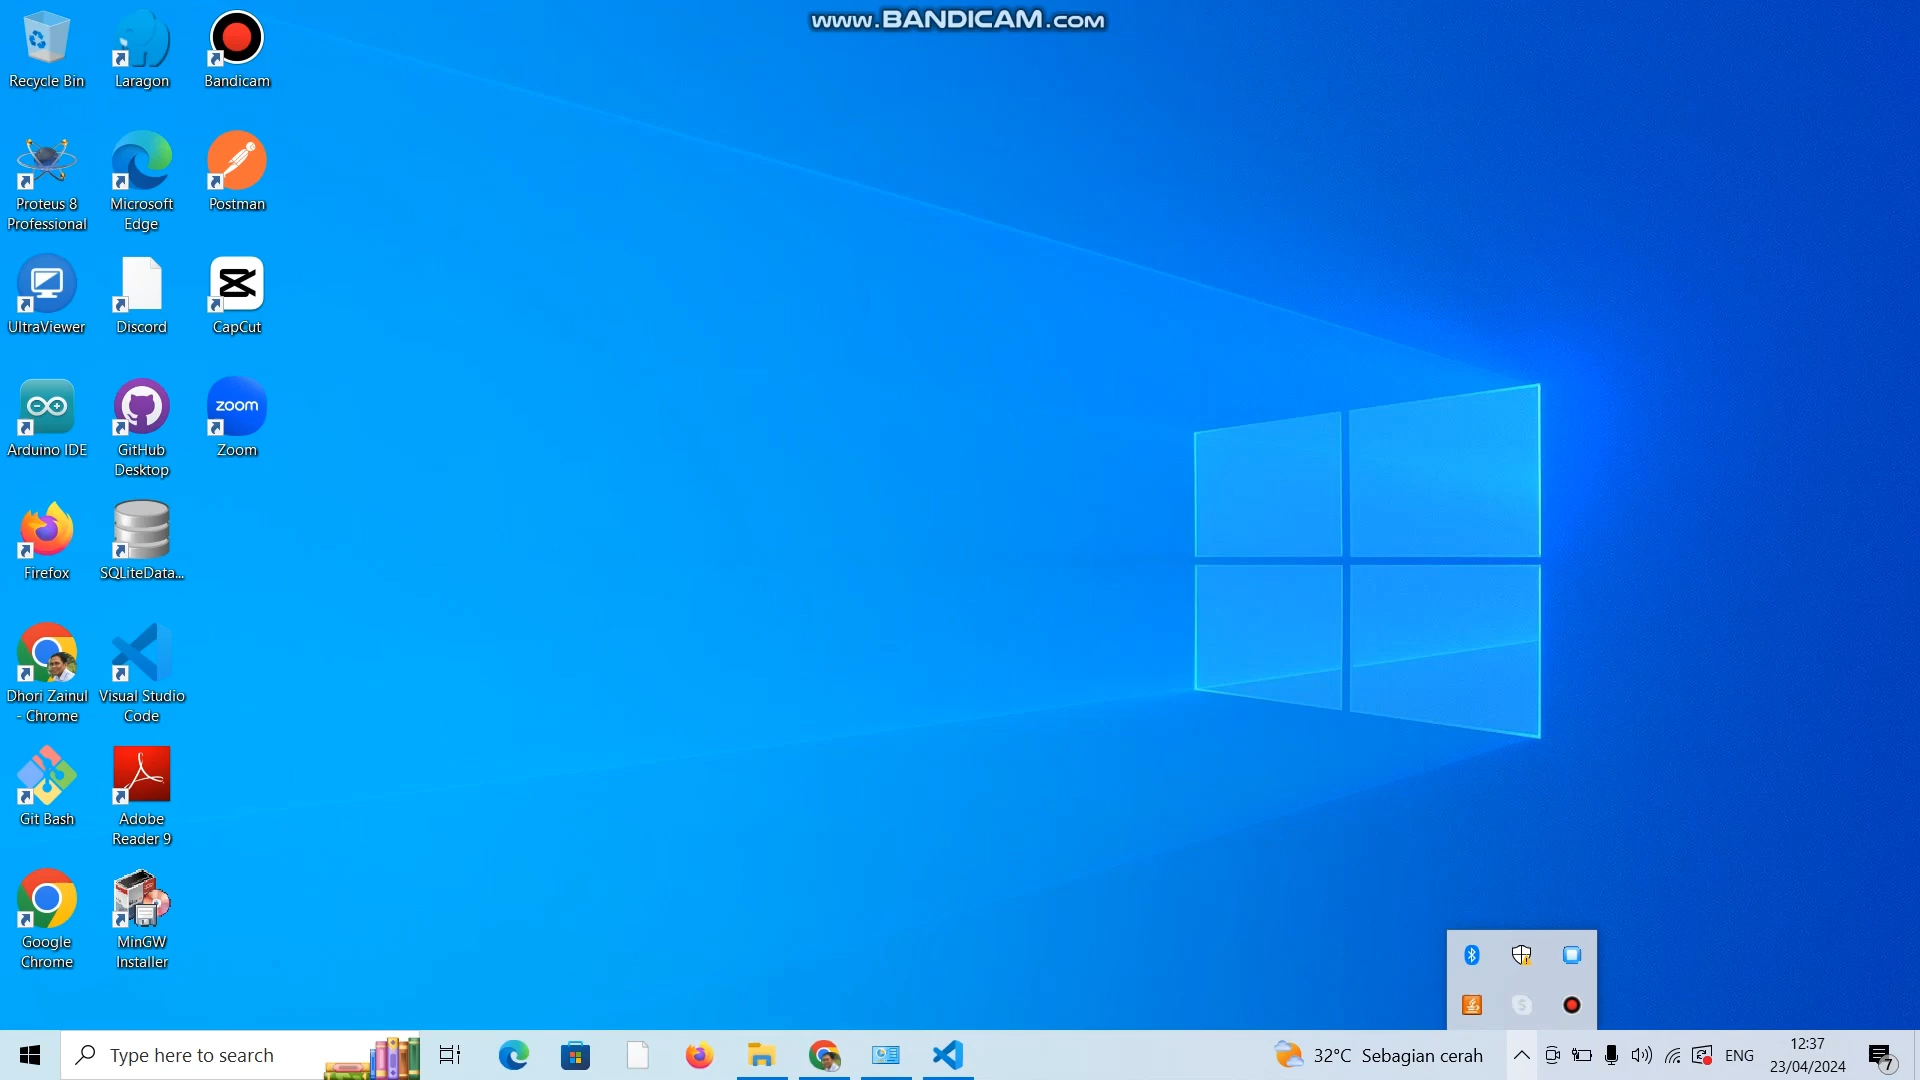 www.BANDICAM.com
Recycle Bin
Laragon
Bandicam
Proteus 8
Professional
Microsoft
Edge
Postman
UltraViewer
Discord
CapCut
Arduino IDE
GitHub
Desktop
zoom
Zoom
Firefox
SQLiteData...
Dhori Zainul
- Chrome
Visual Studio
Code
Git Bash
Adobe
Reader 9
Google
Chrome
MinGW
Installer
Type here to search
32°C Sebagian cerah
ENG
12:37
23/04/2024
7